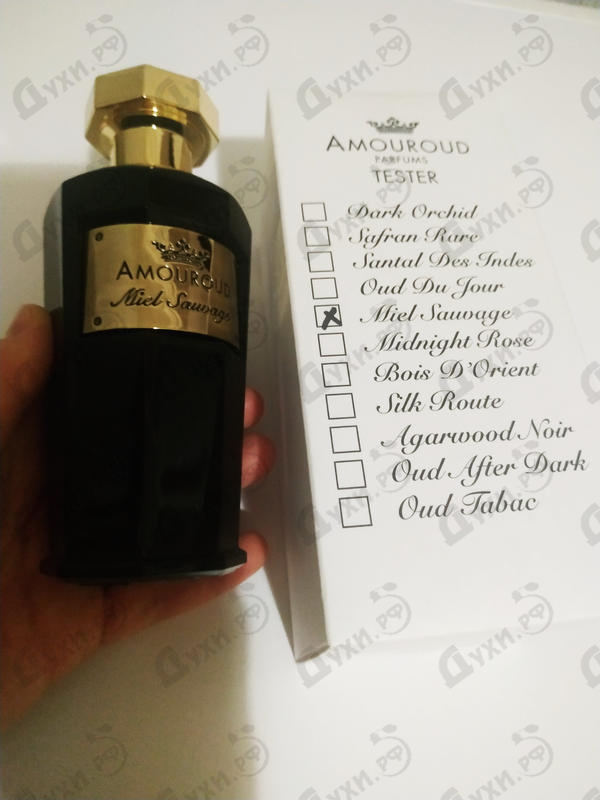 AMOUROUD
Miel Sauvage
AMOUROUD
PARFUMS
TESTER
Dark Orchid
Safran Rare
Santal Des Indes
Oud Du Jour
Miel Sauvage
Midnight Rose
Bois D'Orient
Silk Route
Agarwood Noir
Oud After Dark
Oud Tabac
Духи.РФ